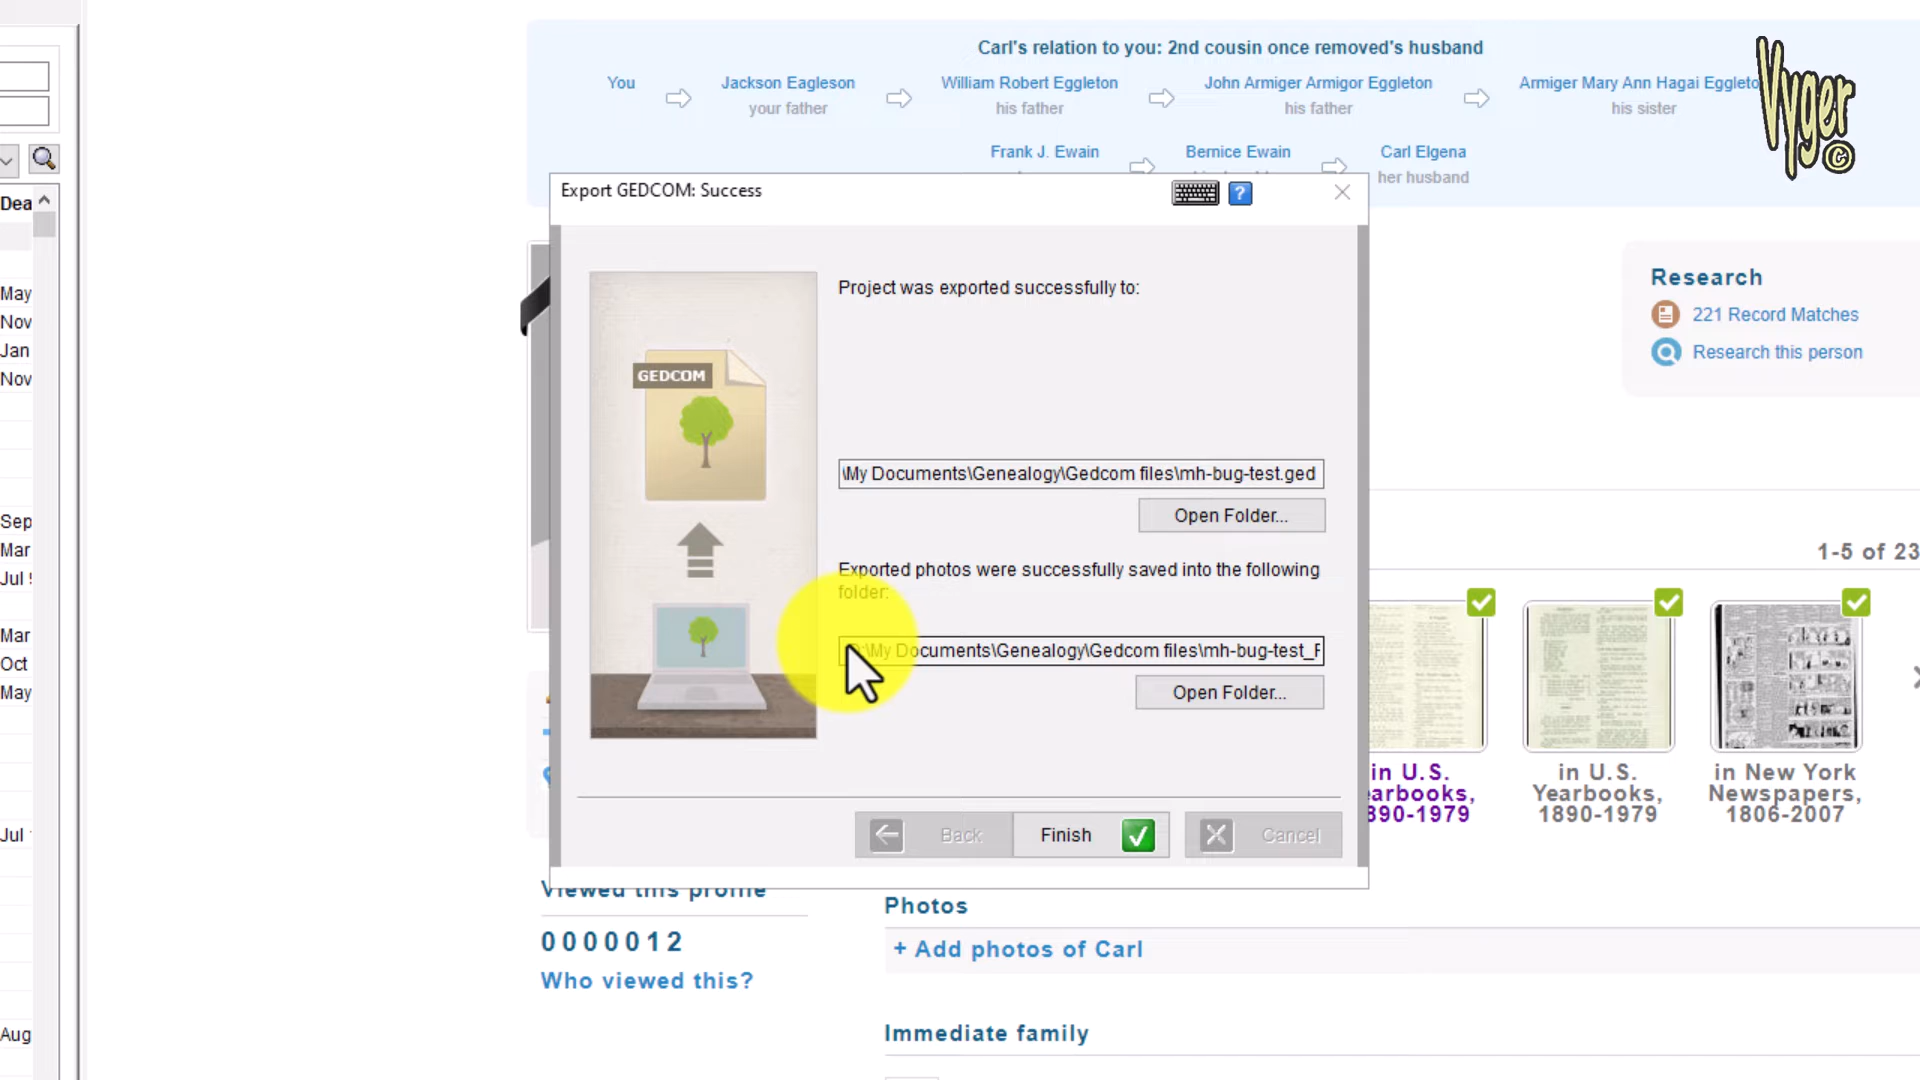 Carl's relation to you: 2nd cousin once removed's husband
You
Jackson Eagleson
William Robert Eggleton
John Armiger Armigor Eggleton
Armiger Mary Ann Hagai Eggleto
your father
his father
his father
his sister
Frank J. Ewain
Bernice Ewain
Carl Elgena
her husband
Vyger ©
Export GEDCOM: Success
?
Project was exported successfully to:
GEDCOM
\My Documents\Genealogy\Gedcom files\mh-bug-test.ged
Open Folder...
Exported photos were successfully saved into the following
folder:
:\My Documents\Genealogy\Gedcom files\mh-bug-test_F
Open Folder...
Back
Finish
Cancel
Research
221 Record Matches
Research this person
1-5 of 23
in U.S.
earbooks,
890-1979
in U.S.
Yearbooks,
1890-1979
in New York
Newspapers,
1806-2007
Viewed this profile
0000012
Who viewed this?
Photos
+ Add photos of Carl
Immediate family
Dea
May
Nov
Jan
Nov
Sep
Mar
Jul
Mar
Oct
May
Jul
Aug